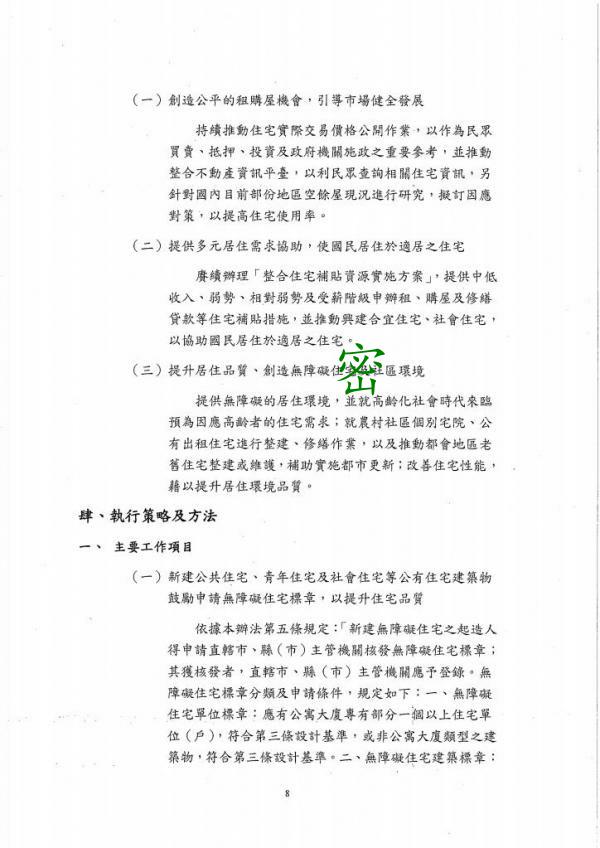 （一）創造公平的租購屋機會，引導市場健全發展
持續推動住宅實際交易價格公開作業，以作為民眾
買賣、抵押、投資及政府機關施政之重要參考，並推動
整合不動產資訊平臺，以利民眾查詢相關住宅資訊，另
針對國內目前部份地區空餘屋現況進行研究，擬訂因應
對策，以提高住宅使用率。
（二）提供多元居住需求協助，使國民居住於適居之住宅
賡續辦理「整合住宅補貼資源實施方案」，提供中低
收入、弱勢、相對弱勢及受薪階級申辦租、購屋及修繕
貸款等住宅補貼措施，並推動興建合宜住宅、社會住宅，
以協助國民居住於適居之住宅。
密
（三）提升居住品質、創造無障礙住宅及社區環境
提供無障礙的居住環境，並就高齡化社會時代來臨
預為因應高齡者的住宅需求；就農村社區個別宅院、公
有出租住宅進行整建、修繕作業，以及推動都會地區老
舊住宅整建或維護，補助實施都市更新；改善住宅性能，
藉以提升居住環境品質。
肆、執行策略及方法
一、 主要工作項目
（一）新建公共住宅、青年住宅及社會住宅等公有住宅建築物
鼓勵申請無障礙住宅標章，以提升住宅品質
依據本辦法第五條規定：「新建無障礙住宅之起造人
得申請直轄市、縣（市）主管機關核發無障礙住宅標章；
其獲核發者，直轄市、縣（市）主管機關應予登錄。無
障礙住宅標章分類及申請條件，規定如下：一、無障礙
住宅單位標章：應有公寓大廈專有部分一個以上住宅單
位（戶），符合第三條設計基準，或非公寓大廈類型之建
築物，符合第三條設計基準。二、無障礙住宅建築標章：
8